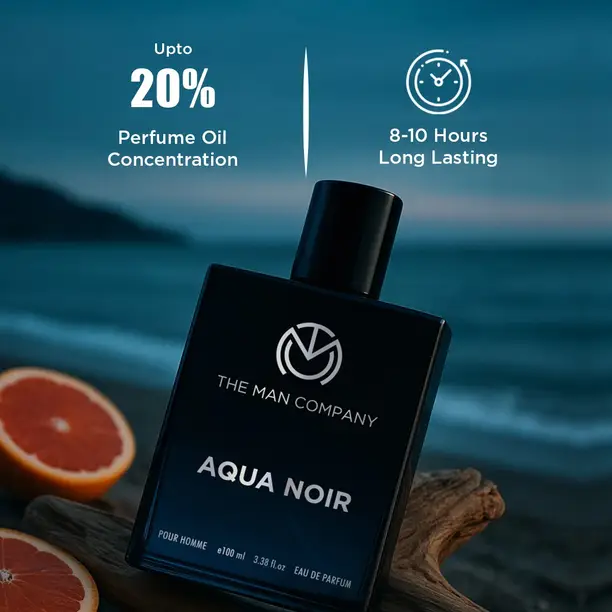 Upto
20%
Perfume Oil
Concentration
8-10 Hours
Long Lasting
THE MAN COMPANY
AQUA NOIR
POUR HOMME e100 ml 3.38 fl.oz EAU DE PARFUM